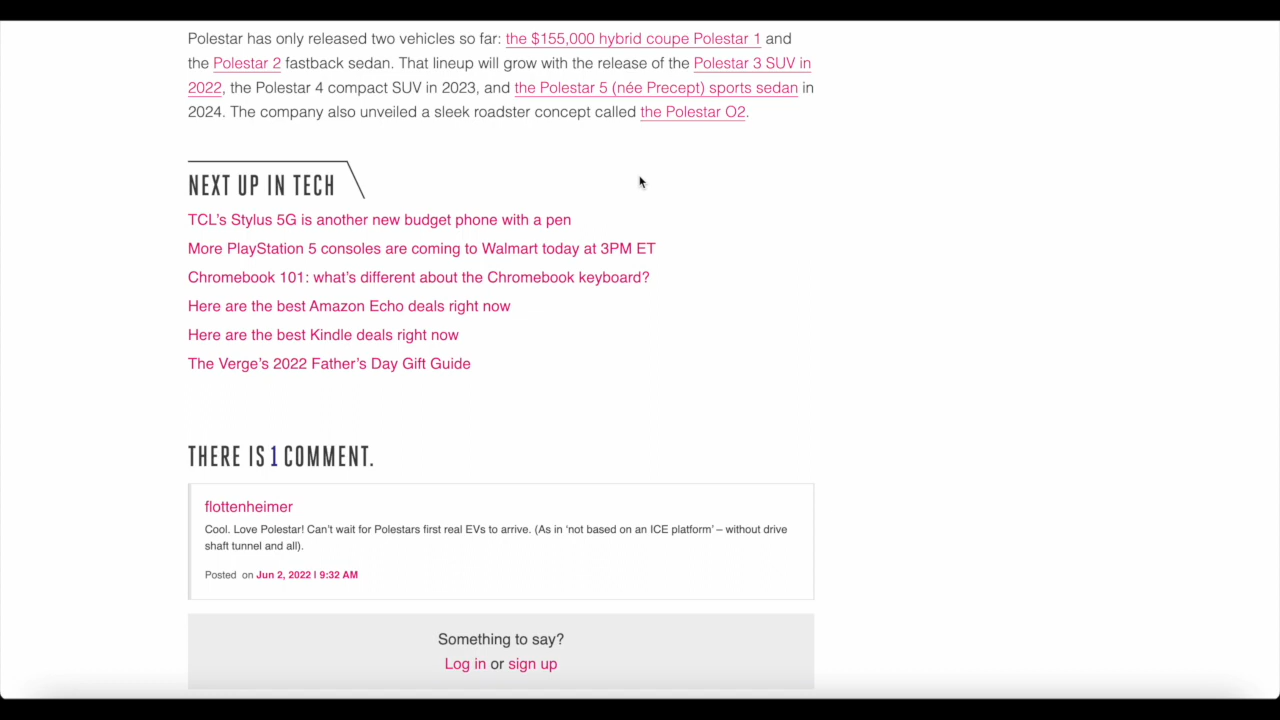 Polestar has only released two vehicles so far: the $155,000 hybrid coupe Polestar 1 and
the Polestar 2 fastback sedan. That lineup will grow with the release of the Polestar 3 SUV in
2022, the Polestar 4 compact SUV in 2023, and the Polestar 5 (née Precept) sports sedan in
2024. The company also unveiled a sleek roadster concept called the Polestar O2.
NEXT UP IN TECH
TCL’s Stylus 5G is another new budget phone with a pen
More PlayStation 5 consoles are coming to Walmart today at 3PM ET
Chromebook 101: what’s different about the Chromebook keyboard?
Here are the best Amazon Echo deals right now
Here are the best Kindle deals right now
The Verge’s 2022 Father’s Day Gift Guide
THERE IS 1 COMMENT.
flottenheimer
Cool. Love Polestar! Can’t wait for Polestars first real EVs to arrive. (As in ‘not based on an ICE platform’ – without drive
shaft tunnel and all).
Posted on Jun 2, 2022 | 9:32 AM
Something to say?
Log in or sign up